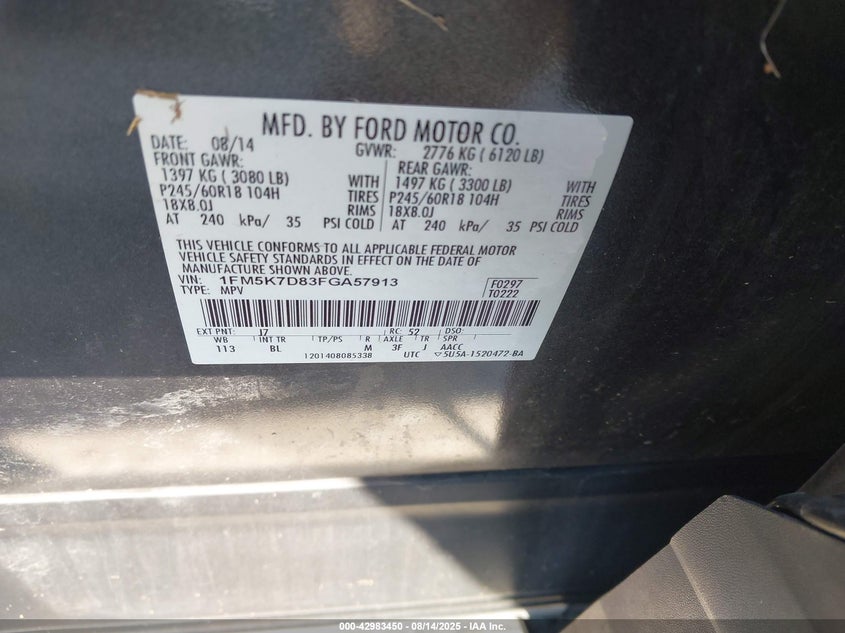 MFD. BY FORD MOTOR CO.
DATE: 08/14 GVWR: 2776 KG ( 6120 LB)
FRONT GAWR: REAR GAWR:
1397 KG ( 3080 LB) WITH 1497 KG ( 3300 LB) WITH
P245/60R18 104H TIRES P245/60R18 104H TIRES
18X8.0J RIMS 18X8.0J RIMS
AT 240 kPa/ 35 PSI COLD AT 240 kPa/ 35 PSI COLD
THIS VEHICLE CONFORMS TO ALL APPLICABLE FEDERAL MOTOR
VEHICLE SAFETY STANDARDS IN EFFECT ON THE DATE OF
MANUFACTURE SHOWN ABOVE.
VIN: 1FM5K7D83FGA57913 F0297
TYPE: MPV T0222
EXT PNT: J7 RC: 52 DSO:
WB INT TR TP/PS R AXLE TR SPR
113 BL M 3F J AACC
1201408085338 UTC ▽5U5A-1520472-BA
000-42983450 - 08/14/2025 - IAA Inc.